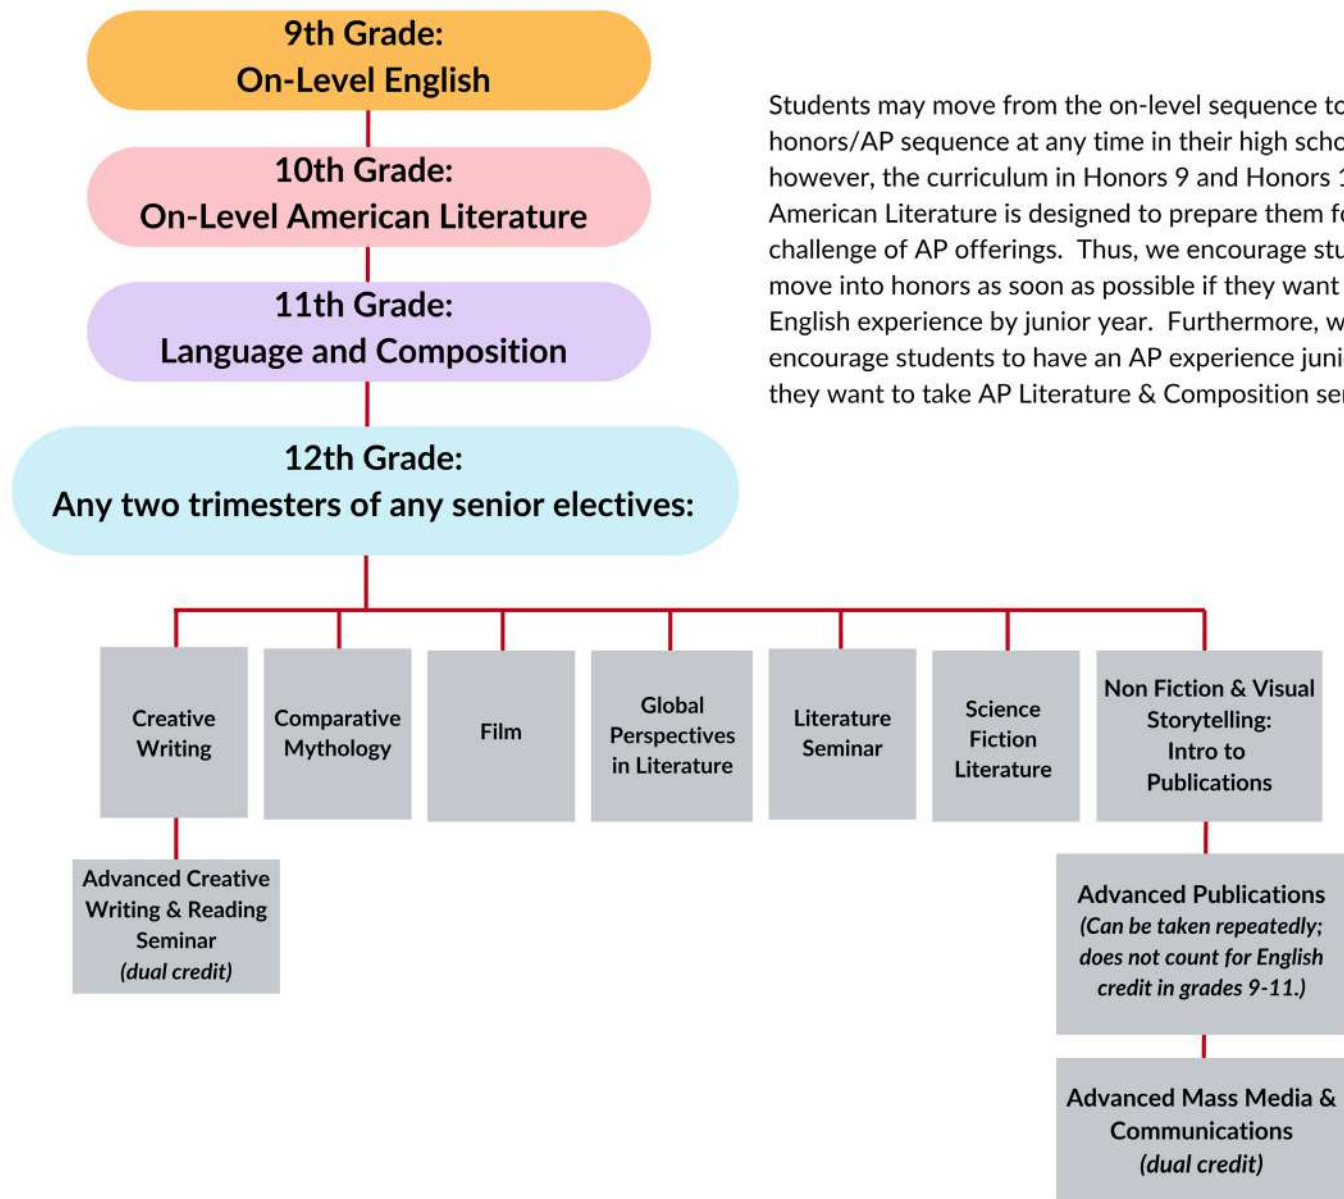 9th Grade:
On-Level English
10th Grade:
On-Level American Literature
11th Grade:
Language and Composition
12th Grade:
Any two trimesters of any senior electives:
Students may move from the on-level sequence to
honors/AP sequence at any time in their high
however, the curriculum in Honors 9 and Honors
American Literature is designed to prepare them
challenge of AP offerings. Thus, we encourage
move into honors as soon as possible if they want
English experience by junior year. Furthermore,
encourage students to have an AP experience
they want to take AP Literature & Composition
Creative
Writing
Comparative
Mythology
Film
Global
Perspectives
in Literature
Literature
Seminar
Science
Fiction
Literature
Non Fiction & Visual
Storytelling:
Intro to
Publications
Advanced Creative
Writing & Reading
Seminar
(dual credit)
Advanced Publications
(Can be taken repeatedly;
does not count for English
credit in grades 9-11.)
Advanced Mass Media &
Communications
(dual credit)